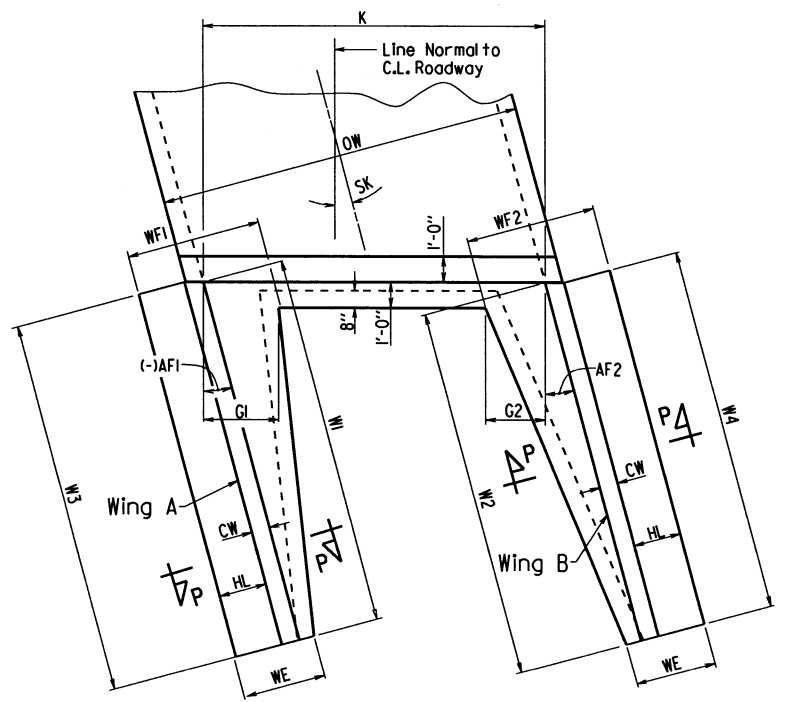 K
Line Normal to
C.L. Roadway
OW
SK
WF1
WF2
1'-0"
8"
1'-0"
(-)AF1
AF2
G1
G2
W1
W4
P
P
W3
W2
CW
Wing A
CW
HL
P
Wing B
HL
P
WE
WE